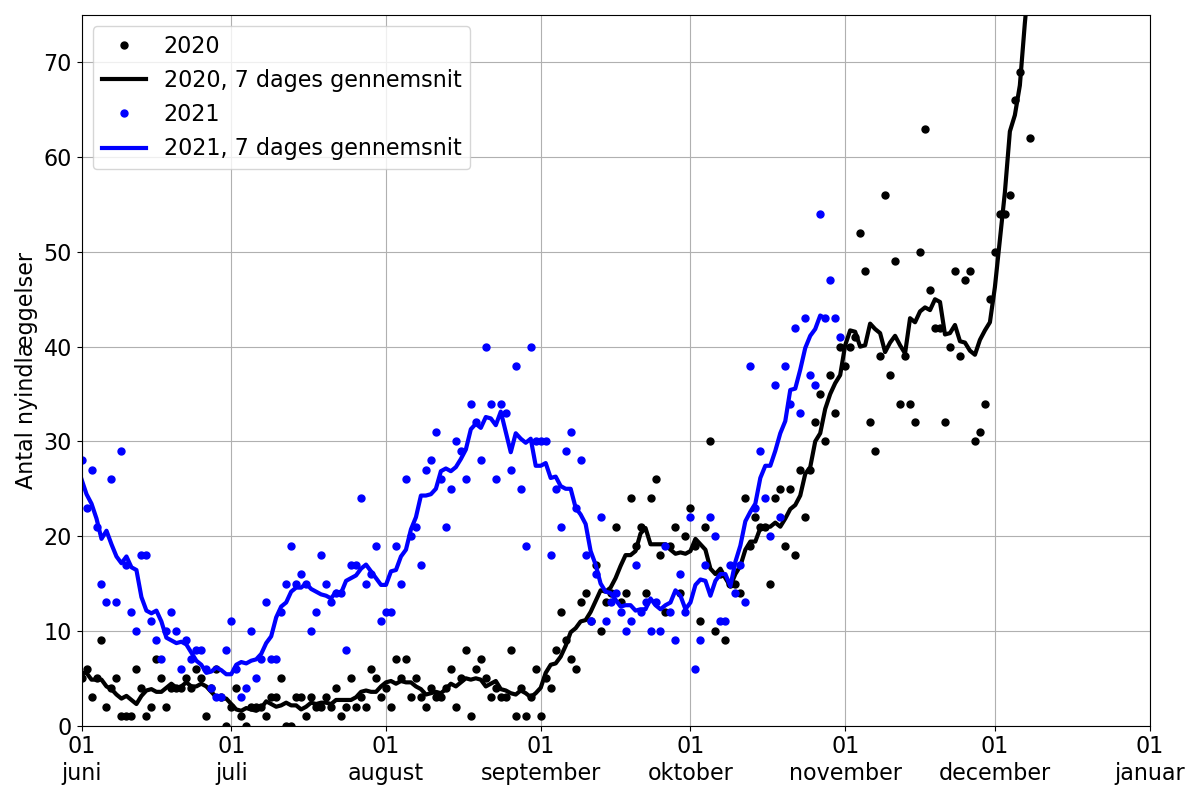 2020
2020, 7 dages gennemsnit
2021
2021, 7 dages gennemsnit
Antal nyindlæggelser
70
60
50
40
30
20
10
0
01 01 01 01 01 01 01 01
juni juli august september oktober november december januar